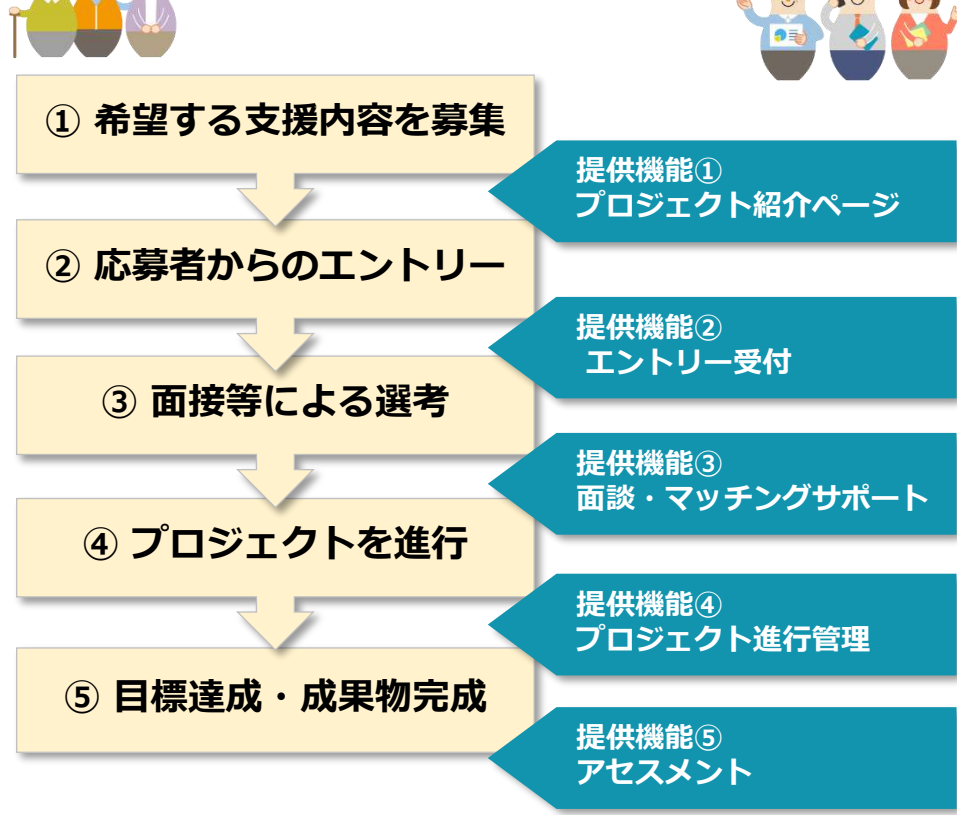 ① 希望する支援内容を募集
提供機能①
プロジェクト紹介ページ
② 応募者からのエントリー
提供機能②
エントリー受付
③ 面接等による選考
提供機能③
面談・マッチングサポート
④ プロジェクトを進行
提供機能④
プロジェクト進行管理
⑤ 目標達成・成果物完成
提供機能⑤
アセスメント